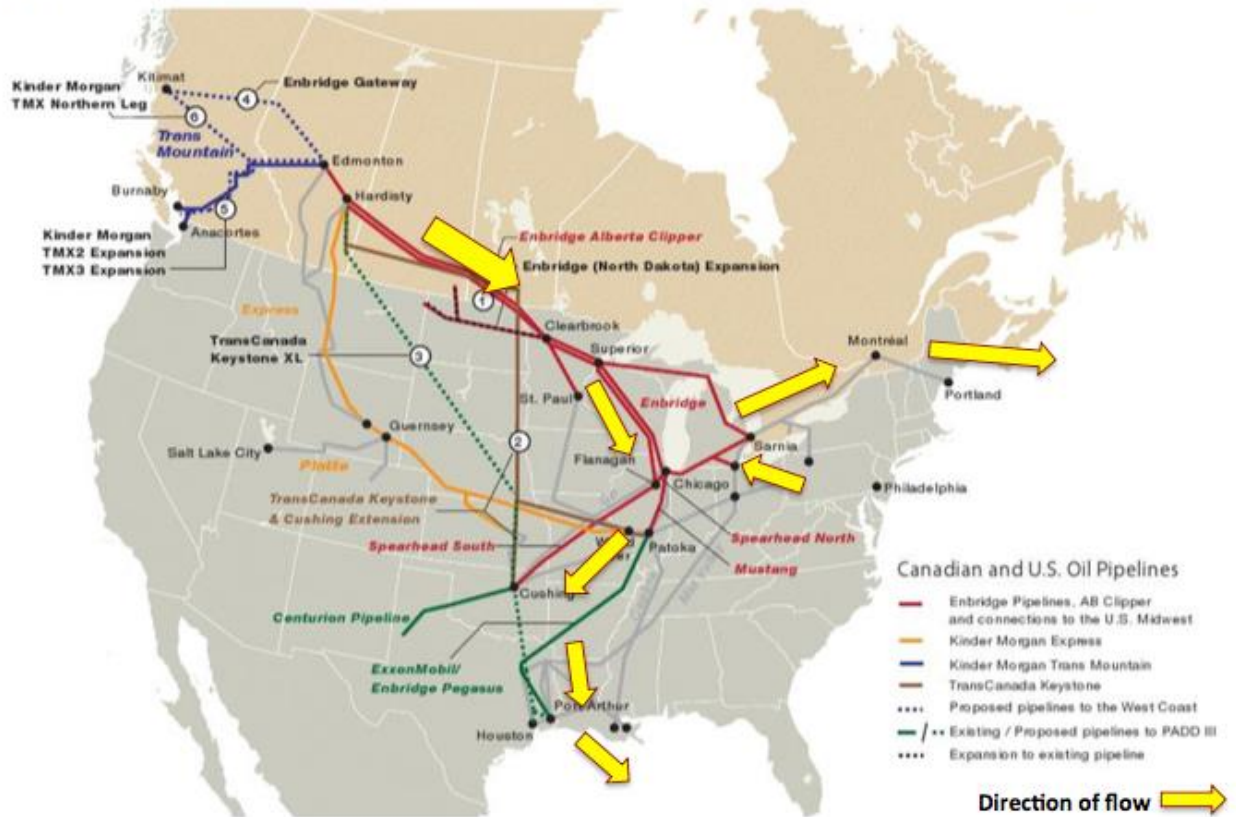 Kitimat
Kinder Morgan
TMX Northern Leg
4
Enbridge Gateway
6
Trans
Mountain
Edmonton
Burnaby
Hardisty
5
Anacortes
Kinder Morgan
TMX2 Expansion
TMX3 Expansion
Enbridge Alberta Clipper
Enbridge (North Dakota) Expansion
1
Express
Clearbrook
TransCanada
Keystone XL
3
Superior
Montréal
St. Paul
Enbridge
Portland
Guernsey
2
Sarnia
Salt Lake City
Flanagan
Platte
Chicago
Philadelphia
TransCanada Keystone
& Cushing Extension
Spearhead South
Patoka
Spearhead North
Mustang
Cushing
Centurion Pipeline
ExxonMobil/
Enbridge Pegasus
Port Arthur
Houston
Canadian and U.S. Oil Pipelines
Enbridge Pipelines, AB Clipper
and connections to the U.S. Midwest
Kinder Morgan Express
Kinder Morgan Trans Mountain
TransCanada Keystone
Proposed pipelines to the West Coast
/ Existing / Proposed pipelines to PADD III
Expansion to existing pipeline
Direction of flow